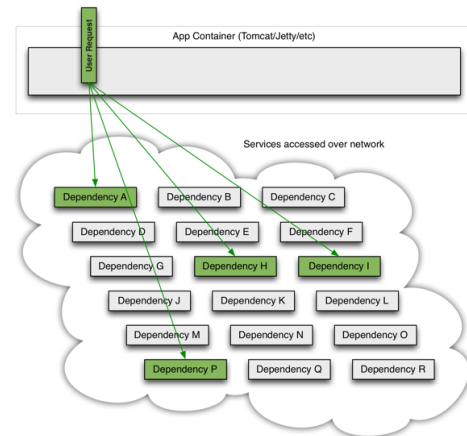 User Request
App Container (Tomcat/Jetty/etc)
Services accessed over network
Dependency A
Dependency B
Dependency C
Dependency D
Dependency E
Dependency F
Dependency G
Dependency H
Dependency I
Dependency J
Dependency K
Dependency L
Dependency M
Dependency N
Dependency O
Dependency P
Dependency Q
Dependency R